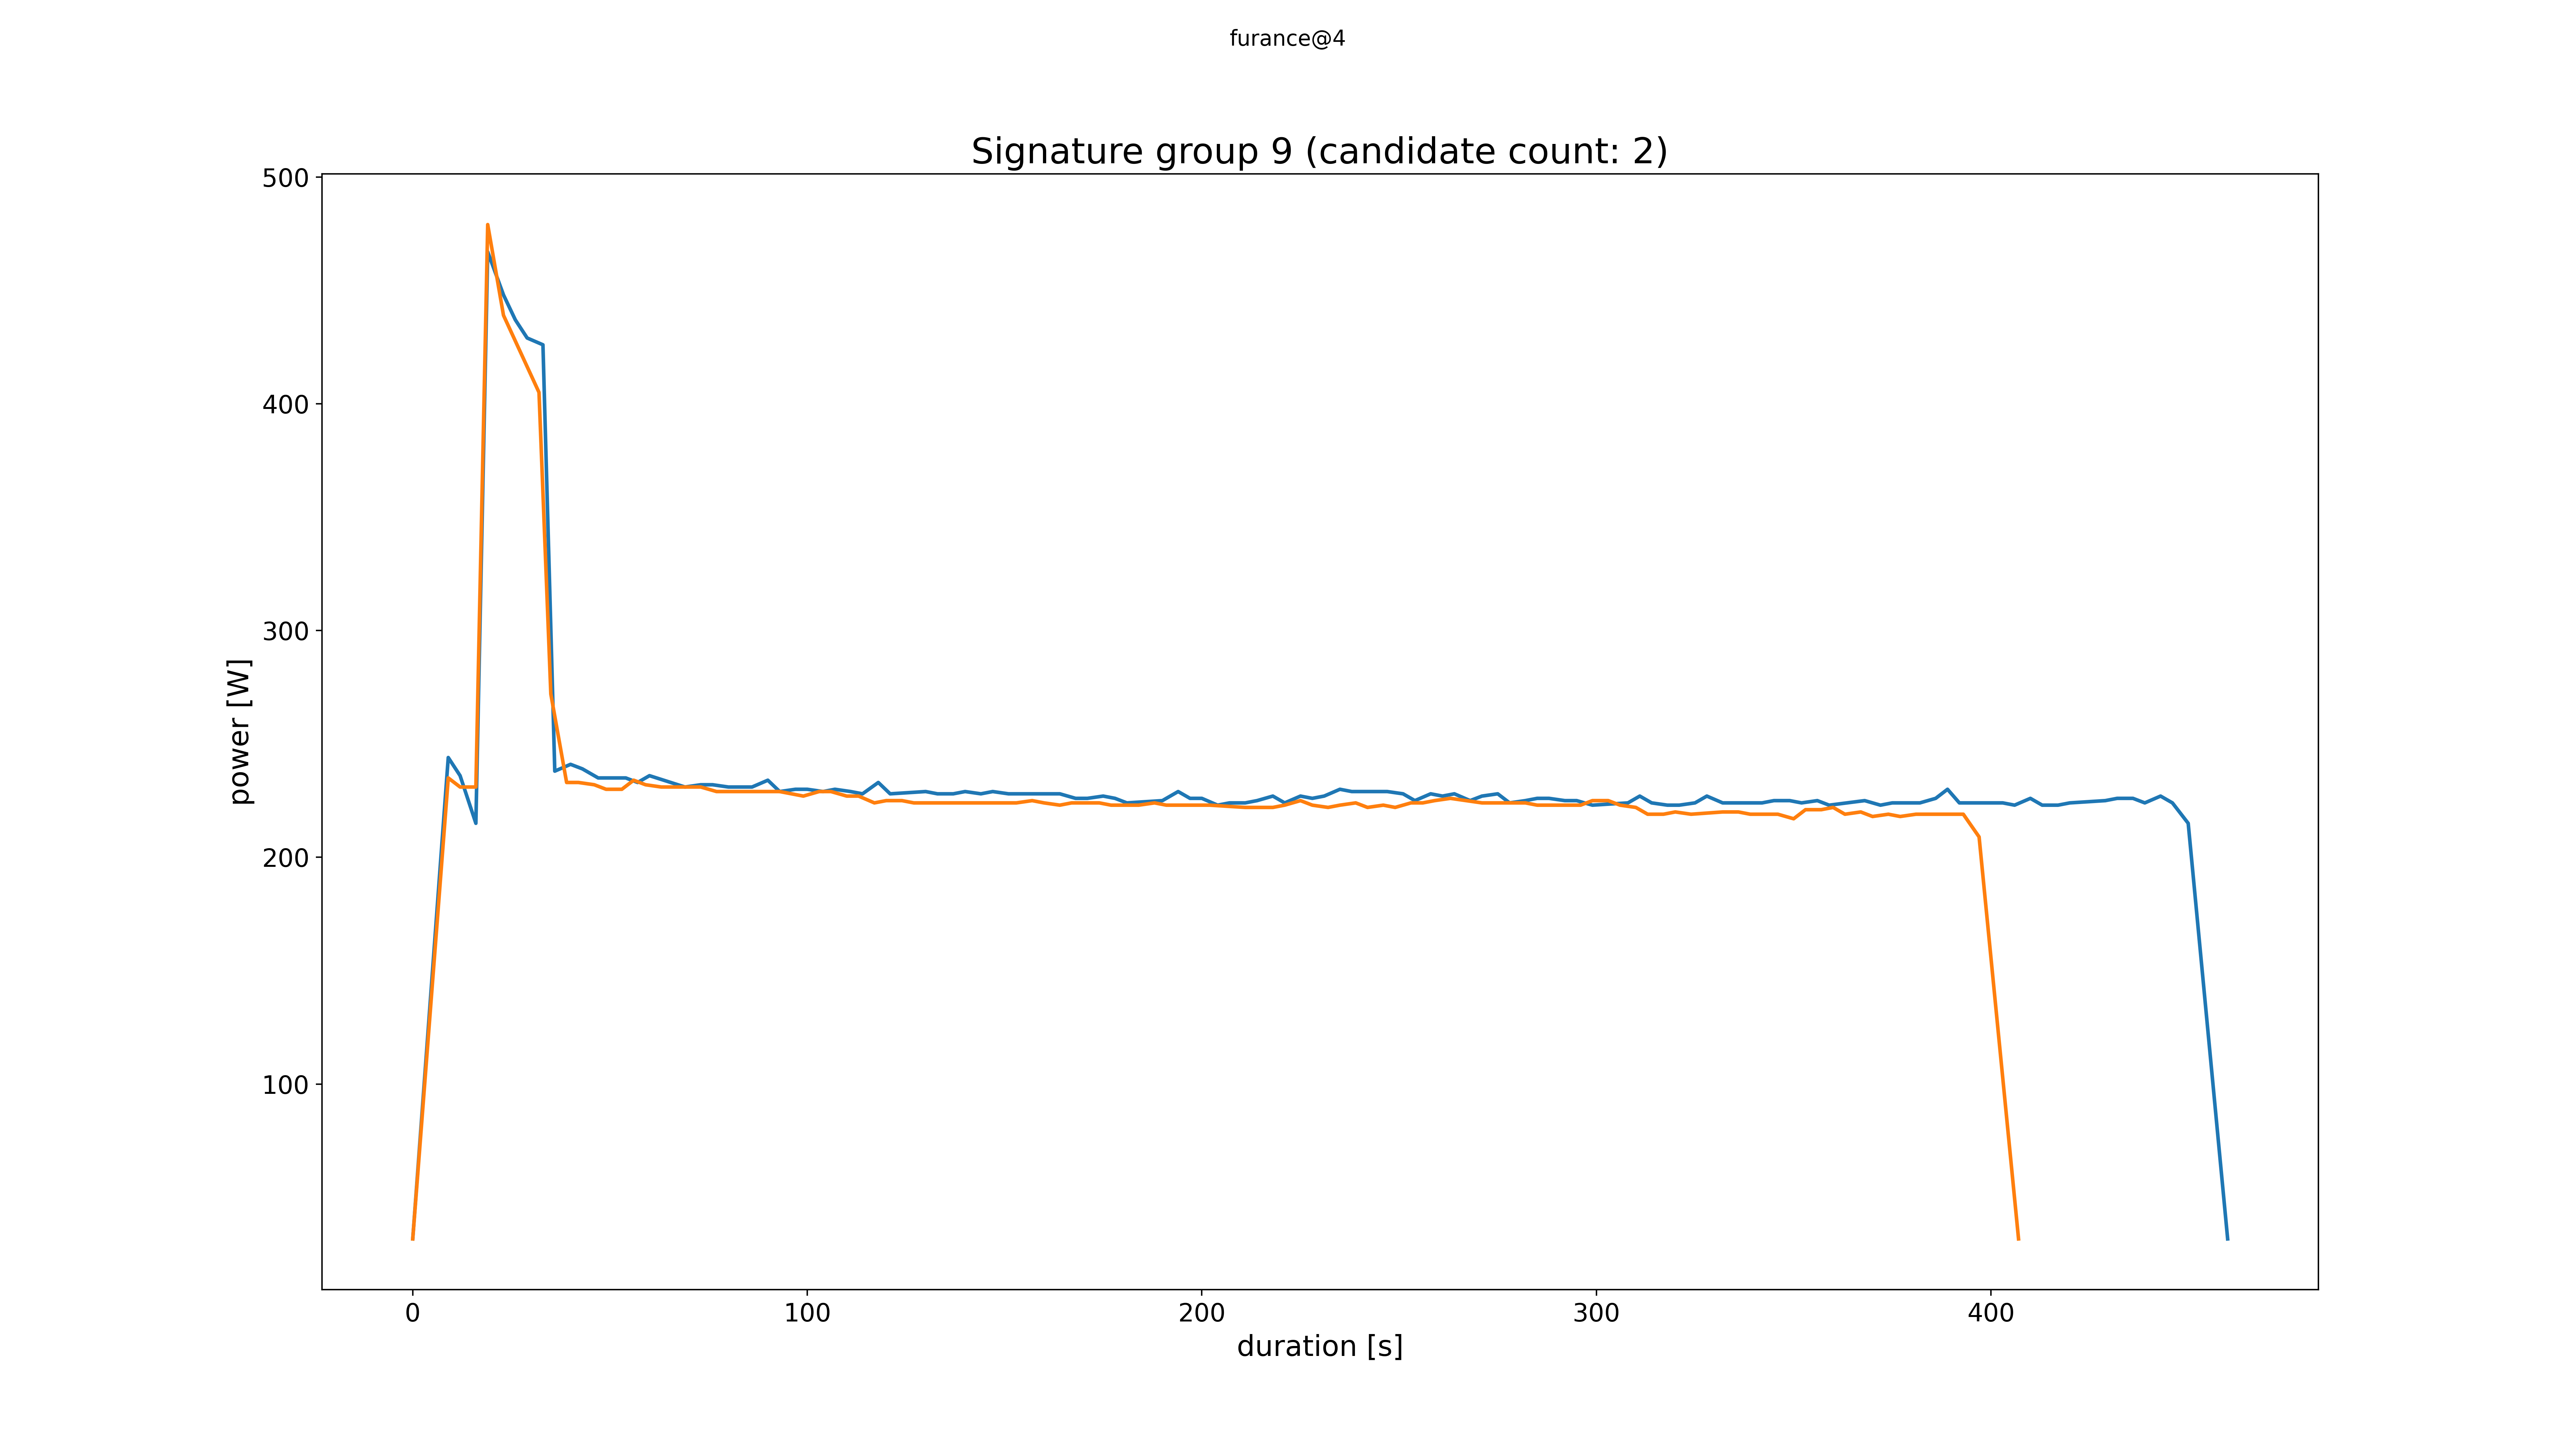 furance@4
Signature group 9 (candidate count: 2)
500
400
300
200
100
power [W]
0 100 200 300 400
duration [s]